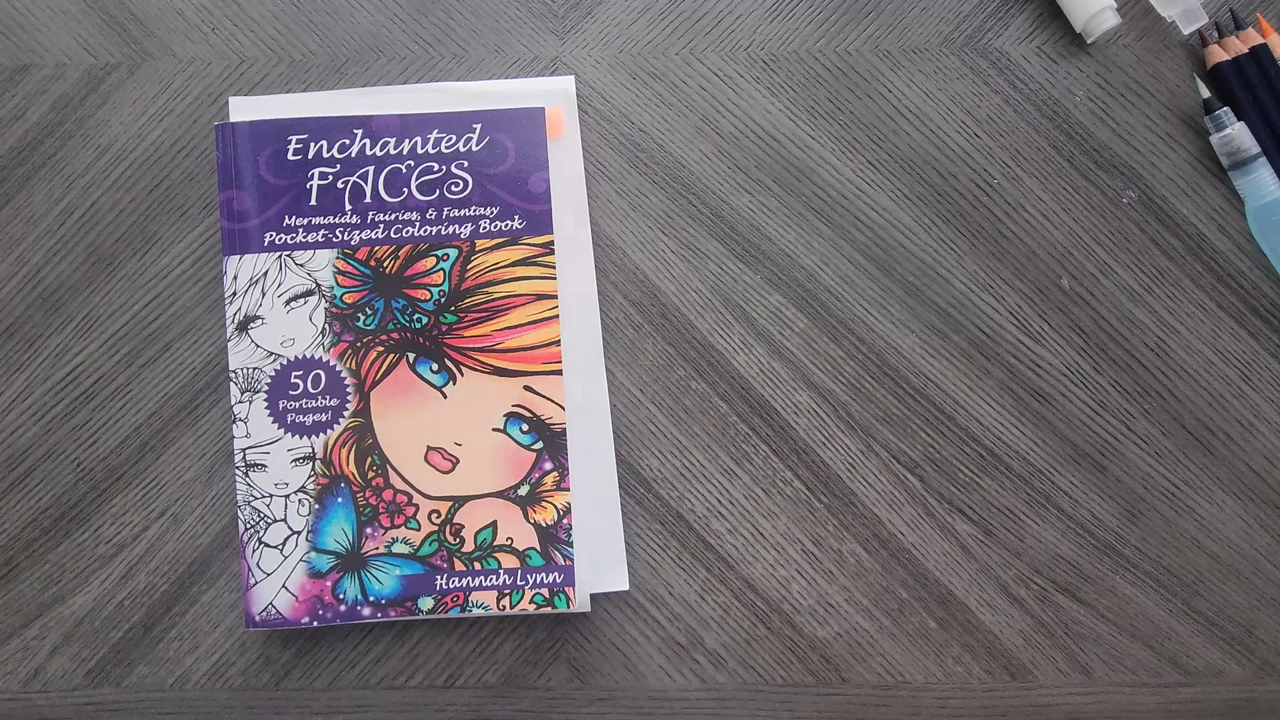 Enchanted
FACES
Mermaids, Fairies, & Fantasy
Pocket-Sized Coloring Book
50
Portable
Pages!
Hannah Lynn